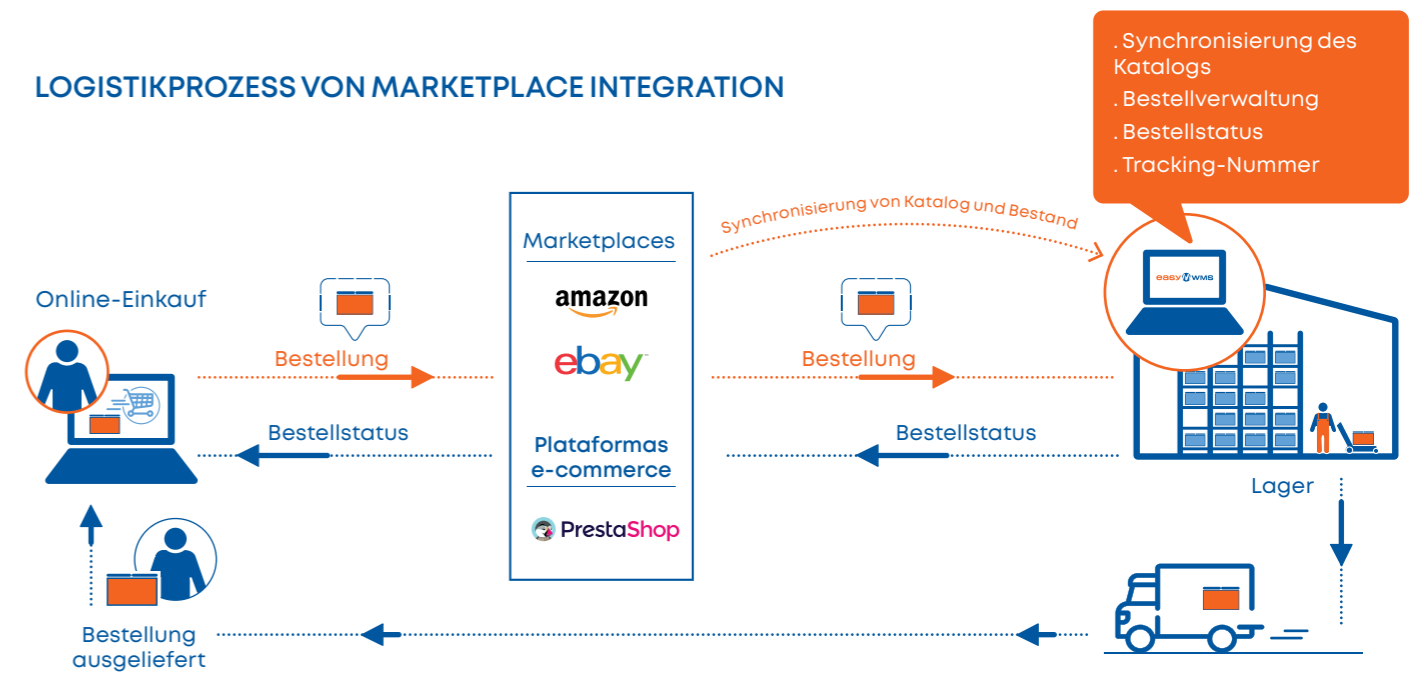 LOGISTIKPROZESS VON MARKETPLACE INTEGRATION
. Synchronisierung des
Katalogs
. Bestellverwaltung
. Bestellstatus
. Tracking-Nummer
easy WMS
Synchronisierung von Katalog und Bestand
Marketplaces
amazon
ebay
Plataformas
e-commerce
PrestaShop
Online-Einkauf
Bestellung
Bestellstatus
Bestellung
Bestellstatus
Lager
Bestellung
ausgeliefert